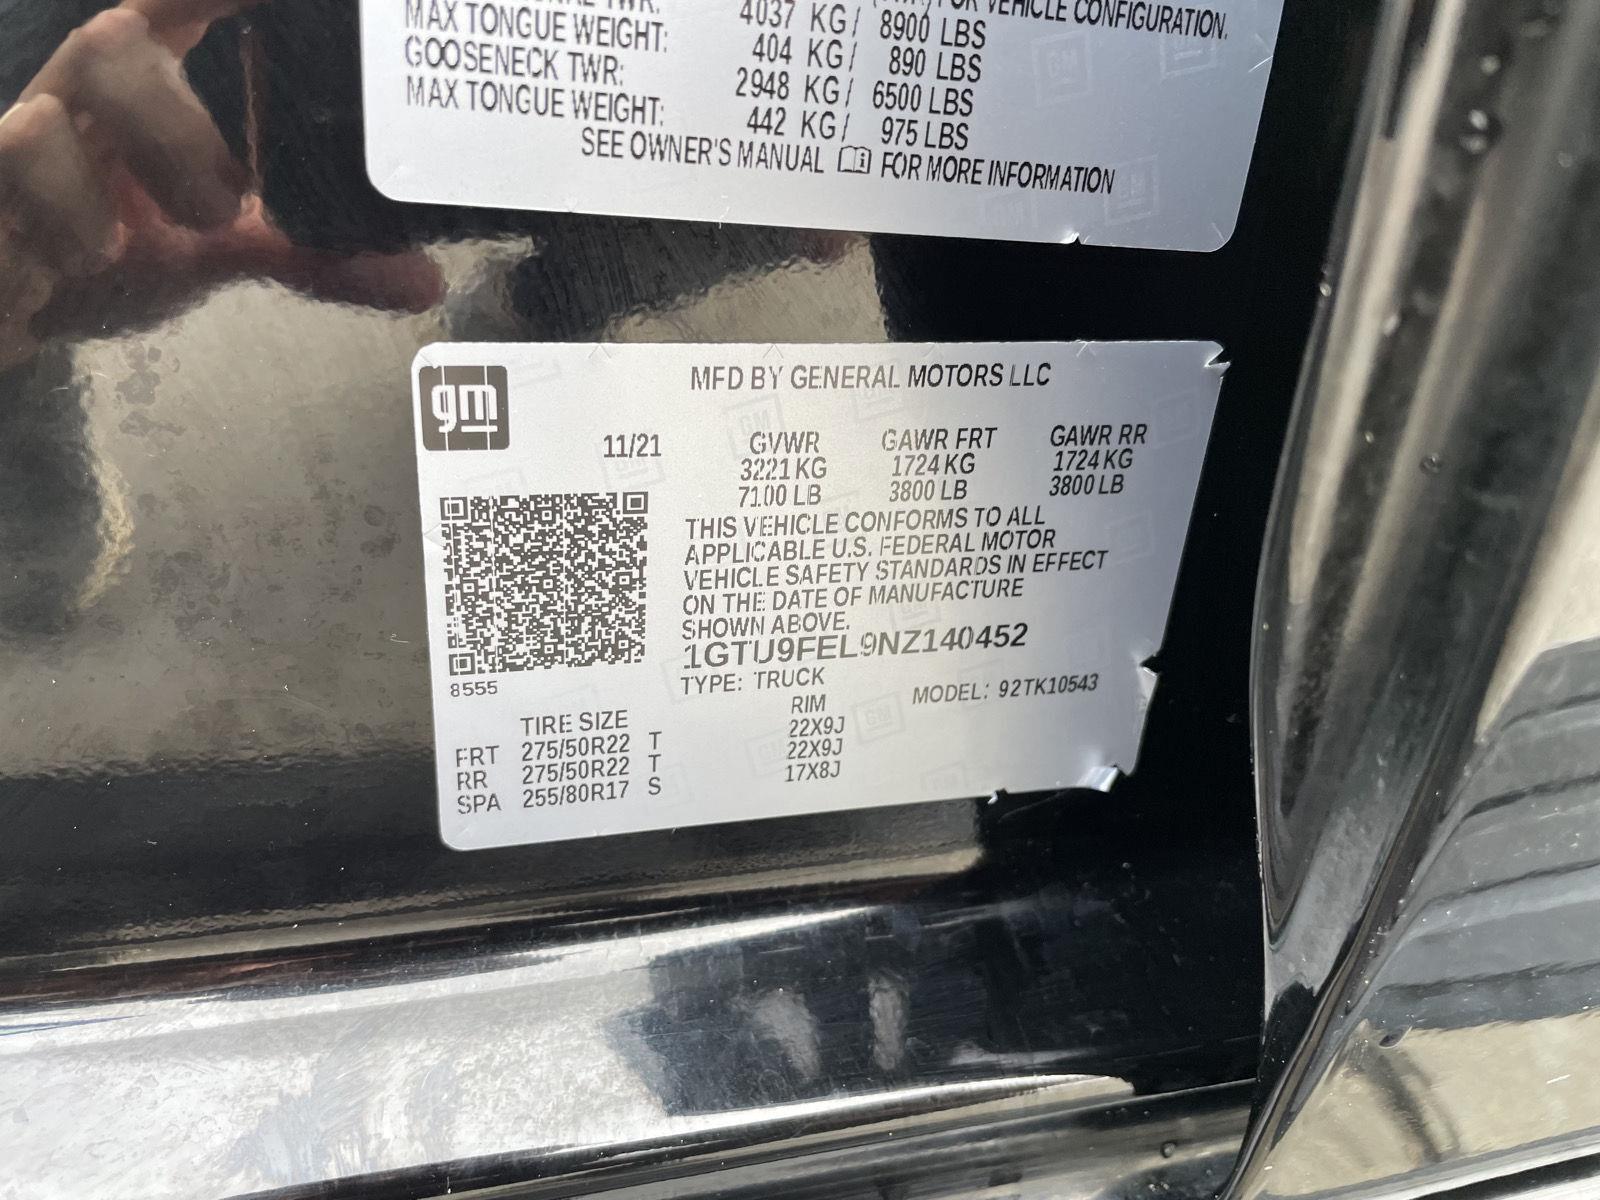 TWR:
VEHICLE CONFIGURATION.
MAX TONGUE WEIGHT: 4037 KG/ 8900 LBS
GOOSENECK TWR: 404 KG/ 890 LBS
MAX TONGUE WEIGHT: 2948 KG/ 6500 LBS
442 KG/ 975 LBS
SEE OWNER'S MANUAL FOR MORE INFORMATION
gm
MFD BY GENERAL MOTORS LLC
11/21 GVWR GAWR FRT GAWR RR
3221 KG 1724 KG 1724 KG
7100 LB 3800 LB 3800 LB
THIS VEHICLE CONFORMS TO ALL
APPLICABLE U.S. FEDERAL MOTOR
VEHICLE SAFETY STANDARDS IN EFFECT
ON THE DATE OF MANUFACTURE
SHOWN ABOVE.
1GTU9FEL9NZ140452
8555
TYPE: TRUCK MODEL: 92TK10543
TIRE SIZE RIM
FRT 275/50R22 T 22X9J
RR 275/50R22 T 22X9J
SPA 255/80R17 S 17X8J